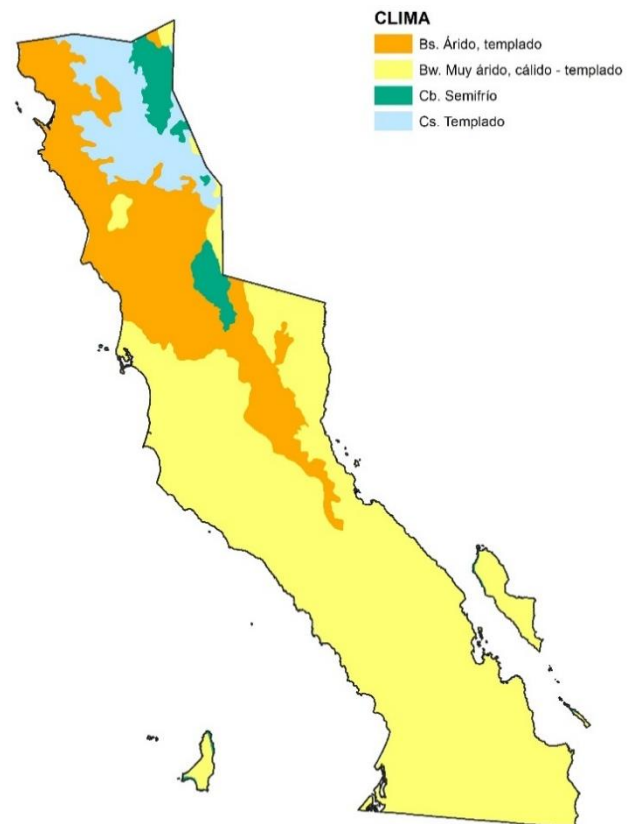 CLIMA
Bs. Árido, templado
Bw. Muy árido, cálido - templado
Cb. Semifrío
Cs. Templado